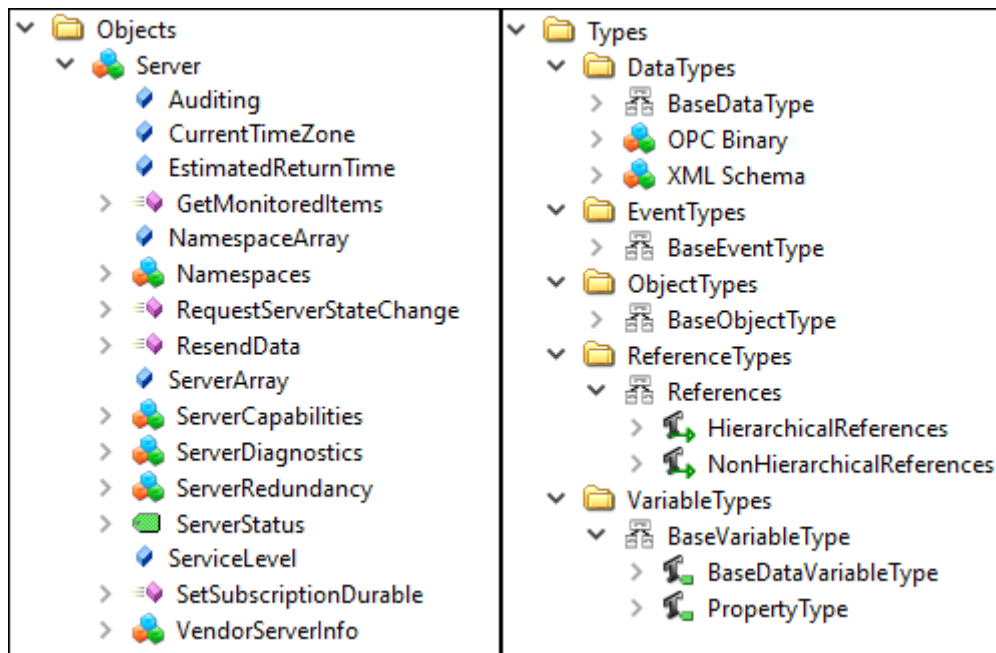 Objects
Server
Auditing
CurrentTimeZone
EstimatedReturnTime
GetMonitoredItems
NamespaceArray
Namespaces
RequestServerStateChange
ResendData
ServerArray
ServerCapabilities
ServerDiagnostics
ServerRedundancy
ServerStatus
ServiceLevel
SetSubscriptionDurable
VendorServerInfo
Types
DataTypes
BaseDataType
OPC Binary
XML Schema
EventTypes
BaseEventType
ObjectTypes
BaseObjectType
ReferenceTypes
References
HierarchicalReferences
NonHierarchicalReferences
VariableTypes
BaseVariableType
BaseDataVariableType
PropertyType